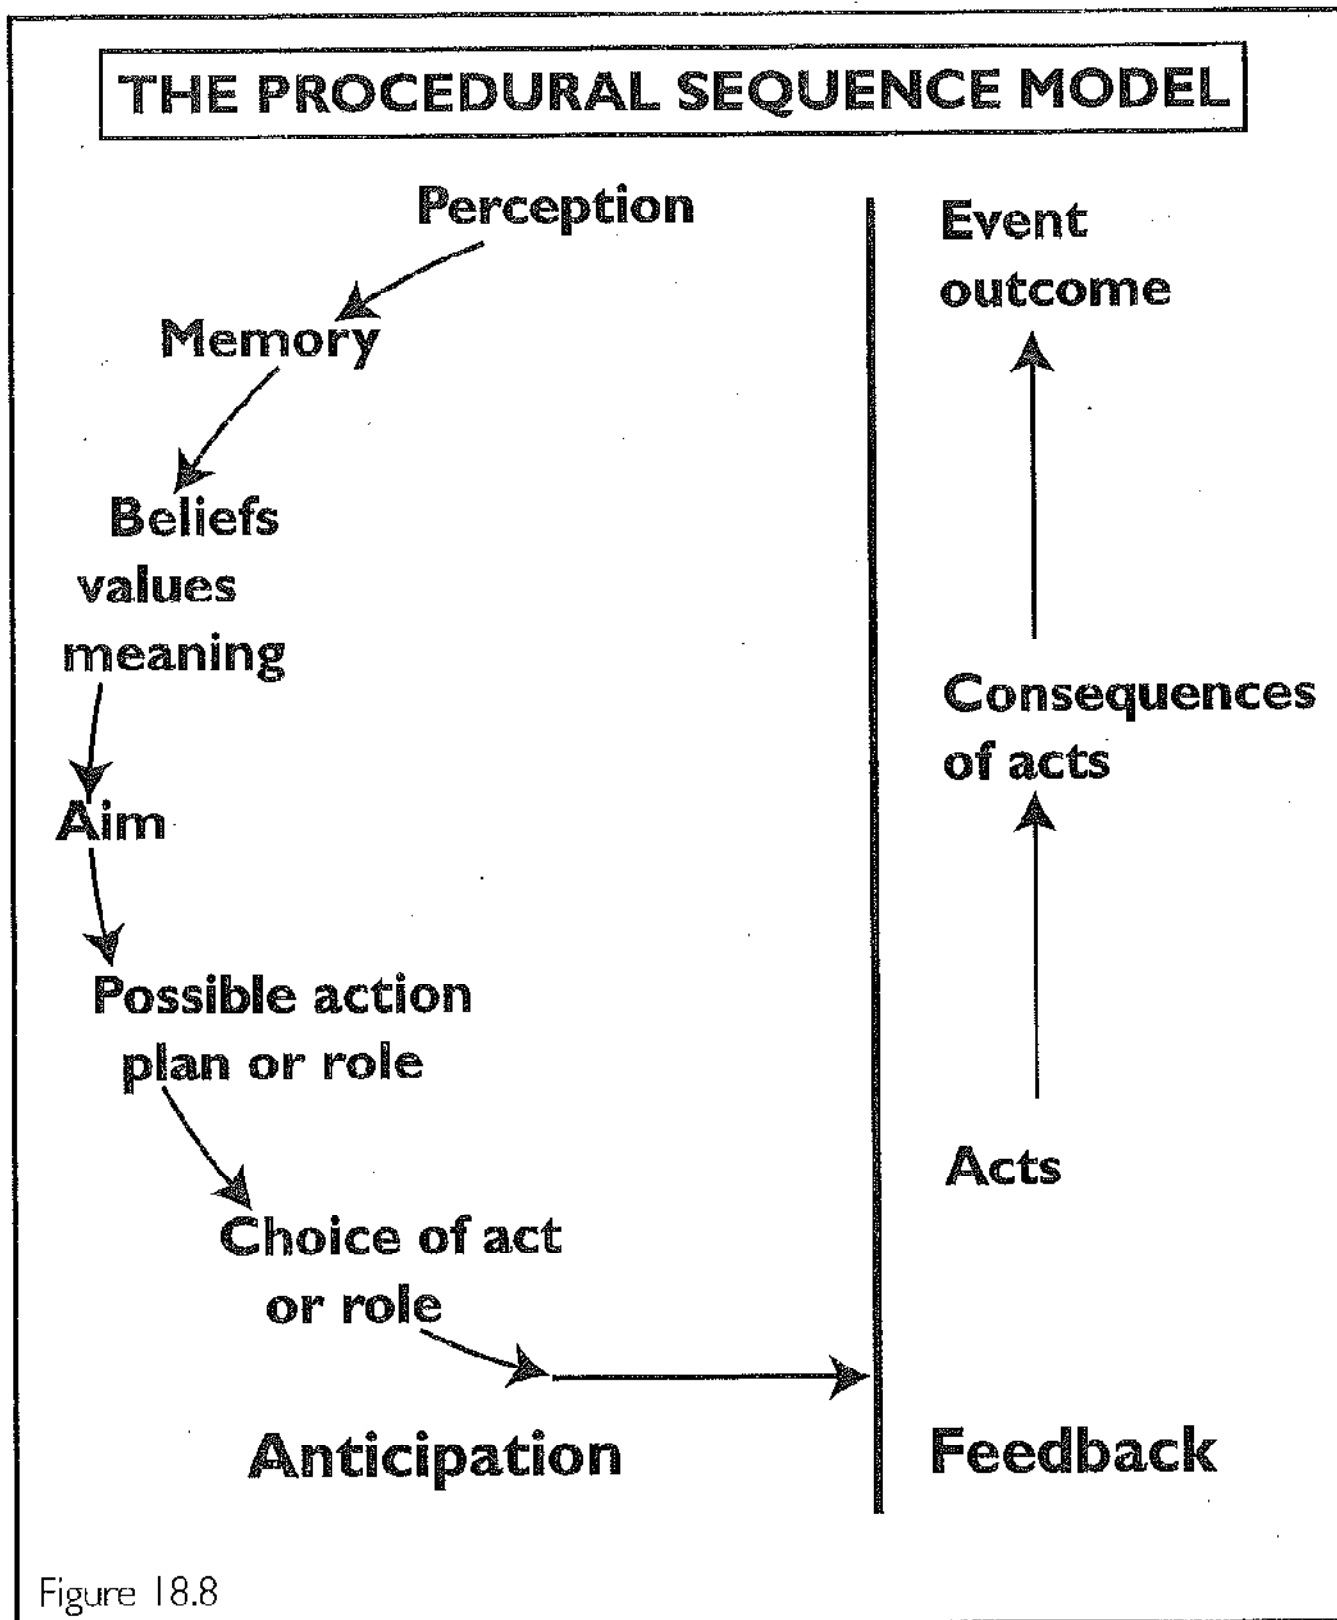 THE PROCEDURAL SEQUENCE MODEL
Perception
Memory
Beliefs
values
meaning
Aim
Possible action
plan or role
Choice of act
or role
Anticipation
Event
outcome
Consequences
of acts
Acts
Feedback
Figure 18.8